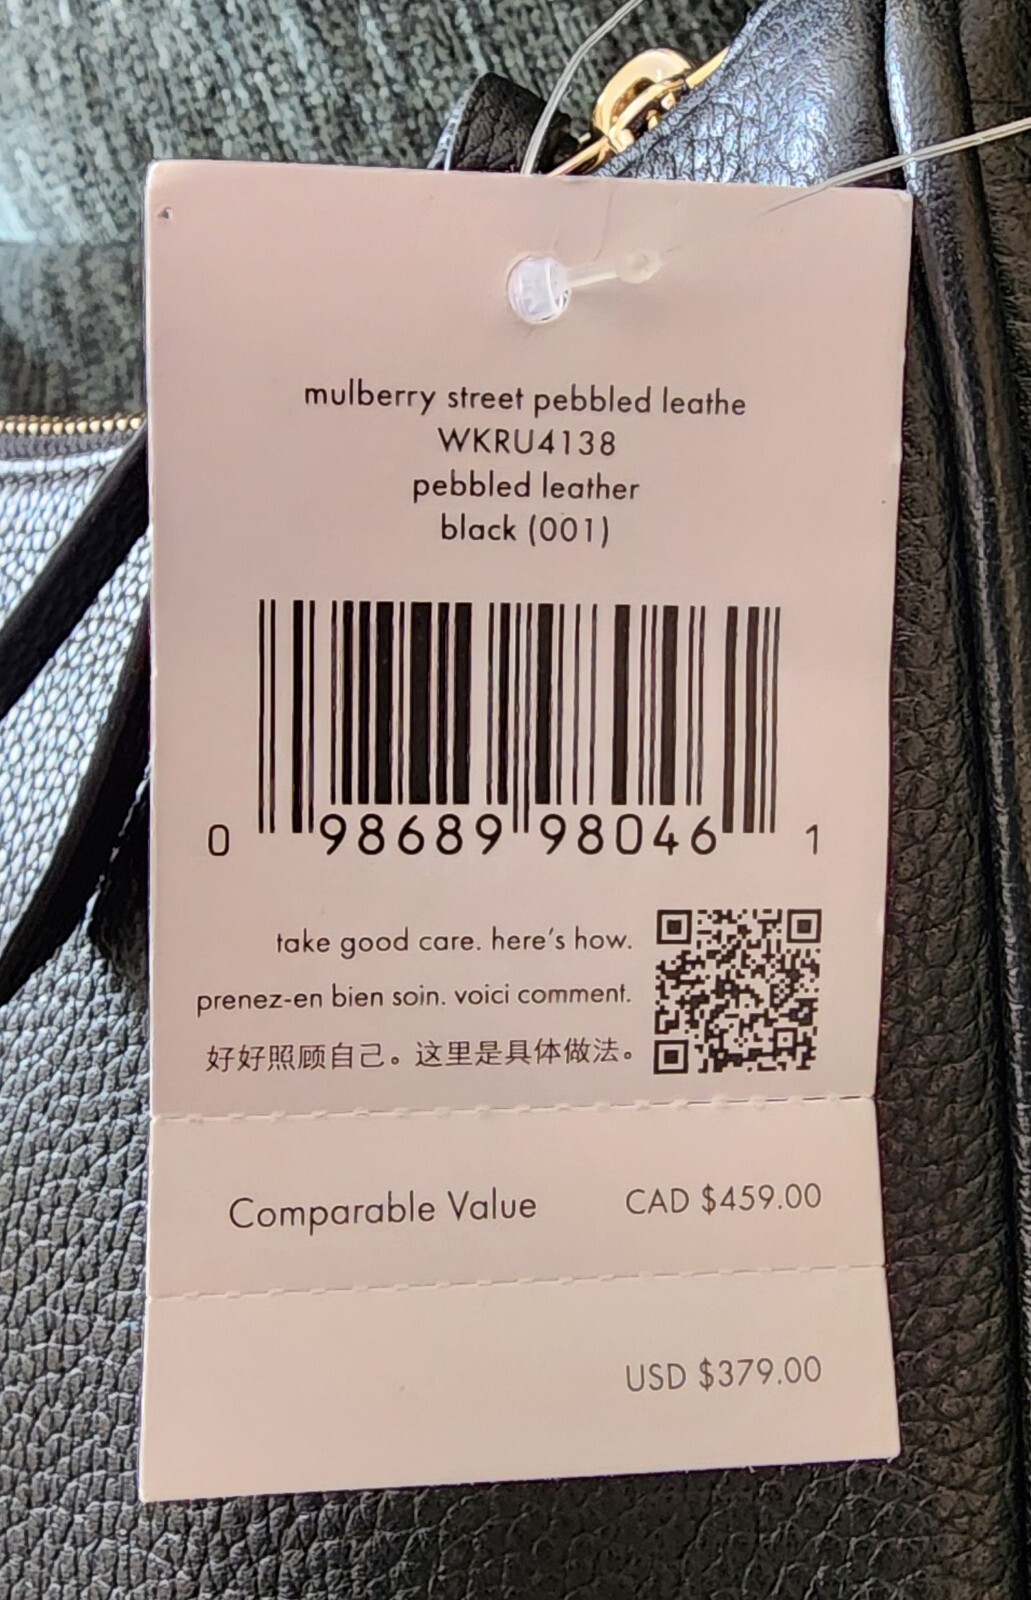 mulberry street pebbled leathe
WKRU4138
pebbled leather
black (001)
0 98689 98046 1
take good care. here's how.
prenez-en bien soin. voici comment.
好好照顾自己。这里是具体做法。
Comparable Value CAD $459.00
USD $379.00